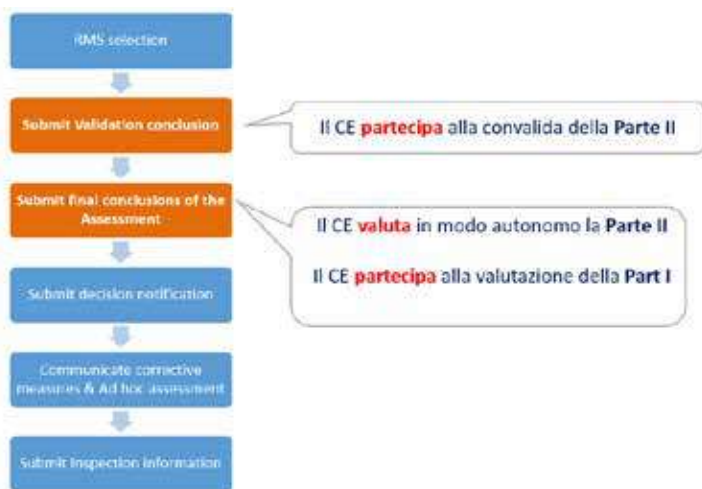 RMS selection
Submit Validation conclusion
Il CE partecipa alla convalida della Parte II
Submit final conclusions of the
Assessment
Il CE valuta in modo autonomo la Parte II
Il CE partecipa alla valutazione della Part I
Submit decision notification
Communicate corrective
measures & Ad hoc assessment
Submit Inspection information